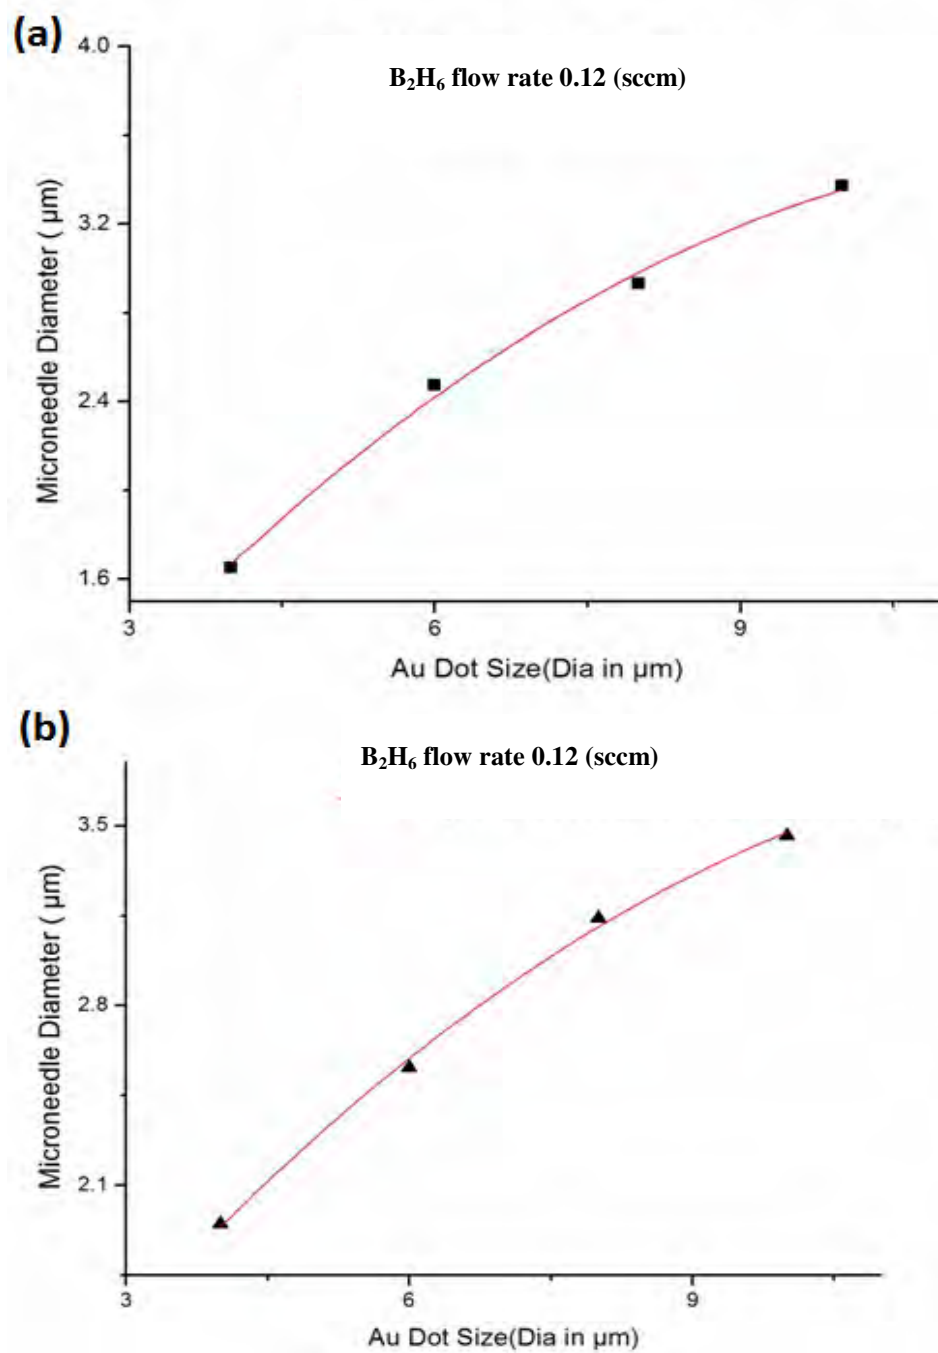 (a)
B₂H₆ flow rate 0.12 (sccm)
4.0
3.2
2.4
1.6
Microneedle Diameter ( µm)
3
6
9
Au Dot Size(Dia in µm)
(b)
B₂H₆ flow rate 0.12 (sccm)
3.5
2.8
2.1
Microneedle Diameter ( µm)
3
6
9
Au Dot Size(Dia in µm)